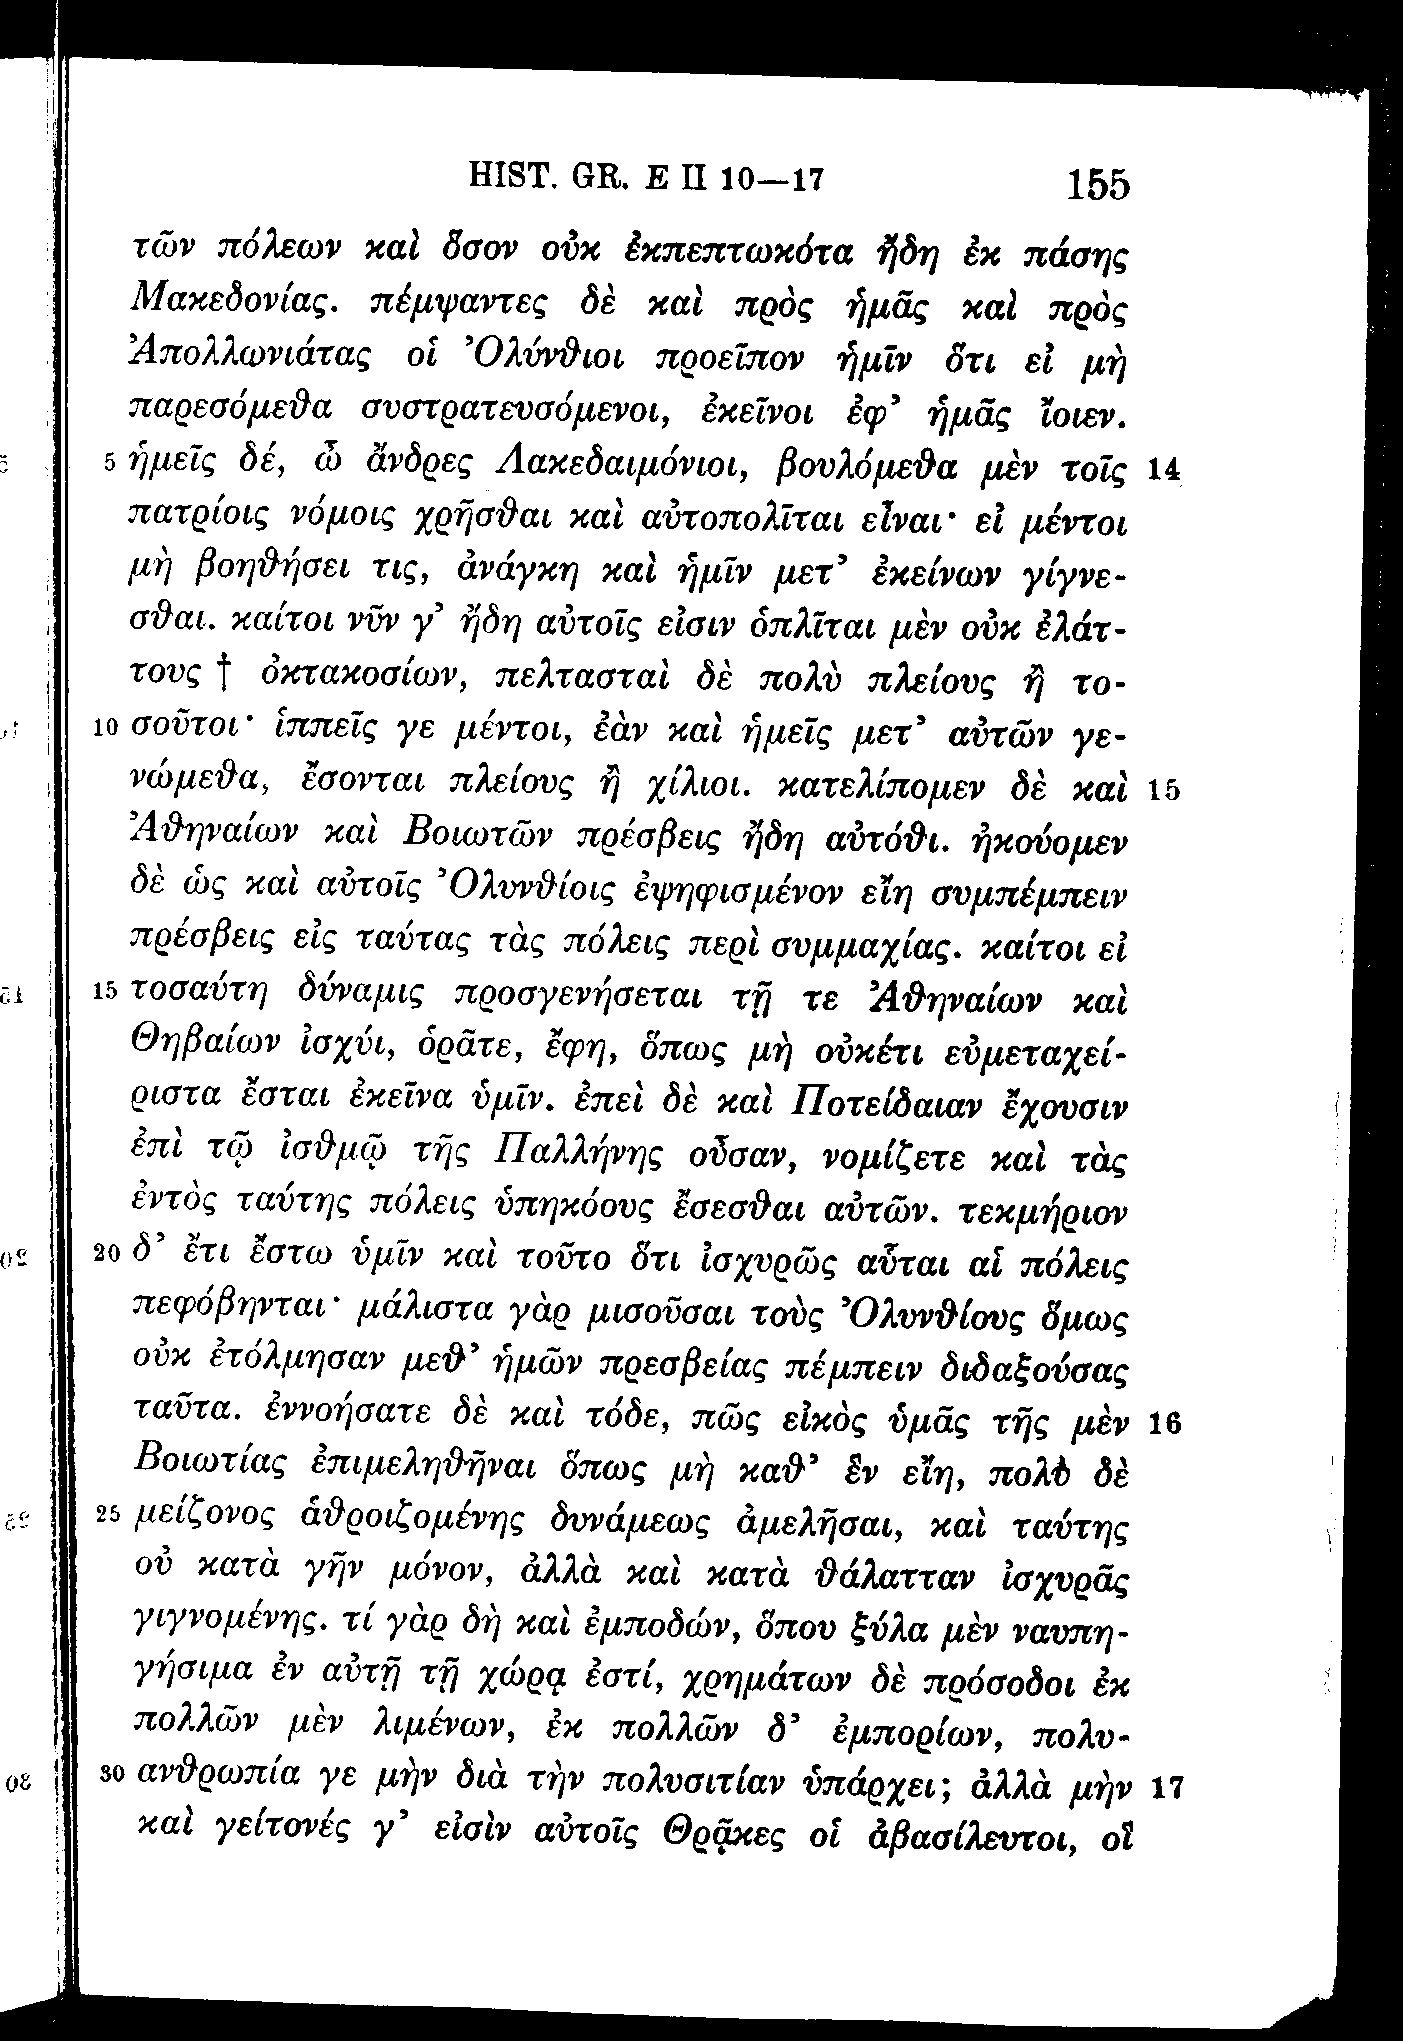 HIST. GR. E II 10—17 155
τῶν πόλεων καὶ ὅσον οὐκ ἐκπεπτωκότα ἤδη ἐκ πάσης
Μακεδονίας. πέμψαντες δὲ καὶ πρὸς ἡμᾶς καὶ πρὸς
Ἀπολλωνιάτας οἱ Ὀλύνθιοι προεῖπον ἡμῖν ὅτι εἰ μὴ
παρεσόμεθα συστρατευσόμενοι, ἐκεῖνοι ἐφ’ ἡμᾶς ἴοιεν.
5 ἡμεῖς δέ, ὦ ἄνδρες Λακεδαιμόνιοι, βουλόμεθα μὲν τοῖς 14
πατρίοις νόμοις χρῆσθαι καὶ αὐτοπολῖται εἶναι· εἰ μέντοι
μὴ βοηθήσει τις, ἀνάγκη καὶ ἡμῖν μετ’ ἐκείνων γίγνε-
σθαι. καίτοι νῦν γ’ ἤδη αὐτοῖς εἰσιν ὁπλῖται μὲν οὐκ ἐλάτ-
τους † ὀκτακοσίων, πελτασταὶ δὲ πολὺ πλείους ἢ το-
10 σοῦτοι· ἱππεῖς γε μέντοι, ἐὰν καὶ ἡμεῖς μετ’ αὐτῶν γε-
νώμεθα, ἔσονται πλείους ἢ χίλιοι. κατελίπομεν δὲ καὶ 15
Ἀθηναίων καὶ Βοιωτῶν πρέσβεις ἤδη αὐτόθι. ἠκούομεν
δὲ ὡς καὶ αὐτοῖς Ὀλυνθίοις ἐψηφισμένον εἴη συμπέμπειν
πρέσβεις εἰς ταύτας τὰς πόλεις περὶ συμμαχίας. καίτοι εἰ
15 τοσαύτη δύναμις προσγενήσεται τῇ τε Ἀθηναίων καὶ
Θηβαίων ἰσχύι, ὁρᾶτε, ἔφη, ὅπως μὴ οὐκέτι εὐμεταχεί-
ριστα ἔσται ἐκεῖνα ὑμῖν. ἐπεὶ δὲ καὶ Ποτείδαιαν ἔχουσιν
ἐπὶ τῷ ἰσθμῷ τῆς Παλλήνης οὖσαν, νομίζετε καὶ τὰς
ἐντὸς ταύτης πόλεις ὑπηκόους ἔσεσθαι αὐτῶν. τεκμήριον
20 δ’ ἔτι ἔστω ὑμῖν καὶ τοῦτο ὅτι ἰσχυρῶς αὗται αἱ πόλεις
πεφόβηνται· μάλιστα γὰρ μισοῦσαι τοὺς Ὀλυνθίους ὅμως
οὐκ ἐτόλμησαν μεθ’ ἡμῶν πρεσβείας πέμπειν διδαξούσας
ταῦτα. ἐννοήσατε δὲ καὶ τόδε, πῶς εἰκὸς ὑμᾶς τῆς μὲν 16
Βοιωτίας ἐπιμεληθῆναι ὅπως μὴ καθ’ ἓν εἴη, πολὺ δὲ
25 μείζονος ἁθροιζομένης δυνάμεως ἀμελῆσαι, καὶ ταύτης
οὐ κατὰ γῆν μόνον, ἀλλὰ καὶ κατὰ θάλατταν ἰσχυρᾶς
γιγνομένης. τί γὰρ δὴ καὶ ἐμποδών, ὅπου ξύλα μὲν ναυπη-
γήσιμα ἐν αὐτῇ τῇ χώρᾳ ἐστί, χρημάτων δὲ πρόσοδοι ἐκ
πολλῶν μὲν λιμένων, ἐκ πολλῶν δ’ ἐμπορίων, πολυ-
30 ανθρωπία γε μὴν διὰ τὴν πολυσιτίαν ὑπάρχει; ἀλλὰ μὴν 17
καὶ γείτονές γ’ εἰσὶν αὐτοῖς Θρᾷκες οἱ ἀβασίλευτοι, οἳ